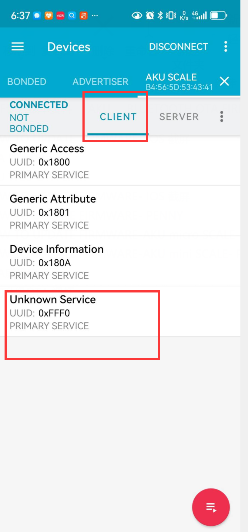 6:37
Devices
DISCONNECT
BONDED
ADVERTISER
AKU SCALE
B4:56:5D:53:43:41
CONNECTED
NOT
BONDED
CLIENT
SERVER
Generic Access
UUID: 0x1800
PRIMARY SERVICE
Generic Attribute
UUID: 0x1801
PRIMARY SERVICE
Device Information
UUID: 0x180A
PRIMARY SERVICE
Unknown Service
UUID: 0xFFF0
PRIMARY SERVICE